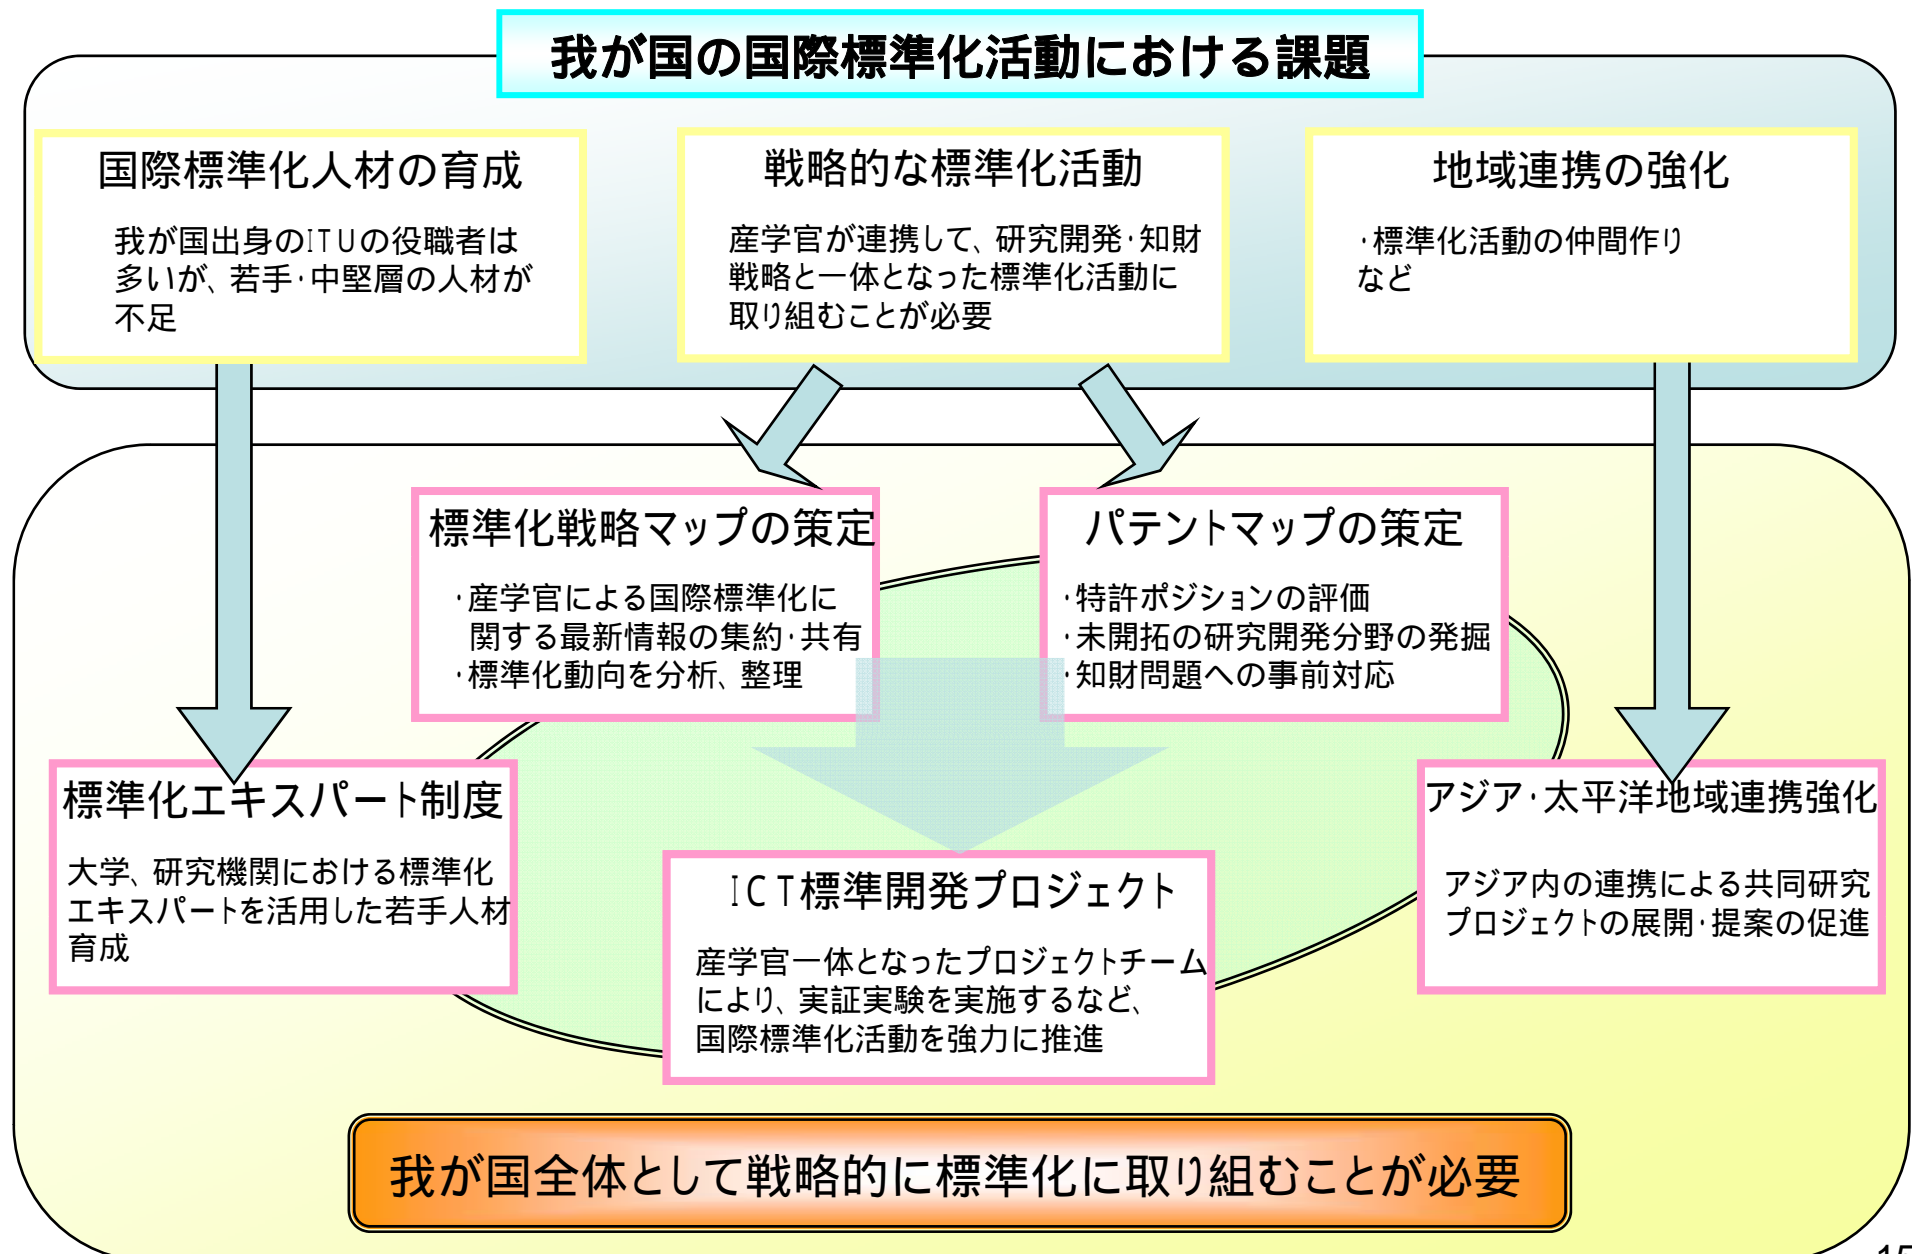 我が国の国際標準化活動における課題
国際標準化人材の育成
我が国出身のITUの役職者は
多いが、若手・中堅層の人材が
不足
戦略的な標準化活動
産学官が連携して、研究開発・知財
戦略と一体となった標準化活動に
取り組むことが必要
地域連携の強化
・標準化活動の仲間作り
など
標準化戦略マップの策定
・産学官による国際標準化に
関する最新情報の集約・共有
・標準化動向を分析、整理
パテントマップの策定
・特許ポジションの評価
・未開拓の研究開発分野の発掘
・知財問題への事前対応
標準化エキスパート制度
大学、研究機関における標準化
エキスパートを活用した若手人材
育成
ICT標準開発プロジェクト
産学官一体となったプロジェクトチーム
により、実証実験を実施するなど、
国際標準化活動を強力に推進
アジア・太平洋地域連携強化
アジア内の連携による共同研究
プロジェクトの展開・提案の促進
我が国全体として戦略的に標準化に取り組むことが必要